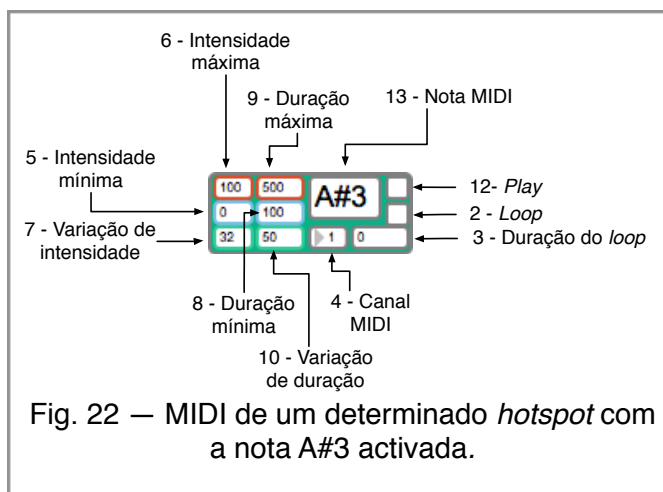 6 - Intensidade
máxima
9 - Duração
máxima
13 - Nota MIDI
5 - Intensidade
mínima
7 - Variação de
intensidade
100 500
A#3
0 100
32 50 1 0
12- Play
2 - Loop
3 - Duração do loop
8 - Duração
mínima
4 - Canal
MIDI
10 - Variação
de duração
Fig. 22 — MIDI de um determinado hotspot com
a nota A#3 activada.